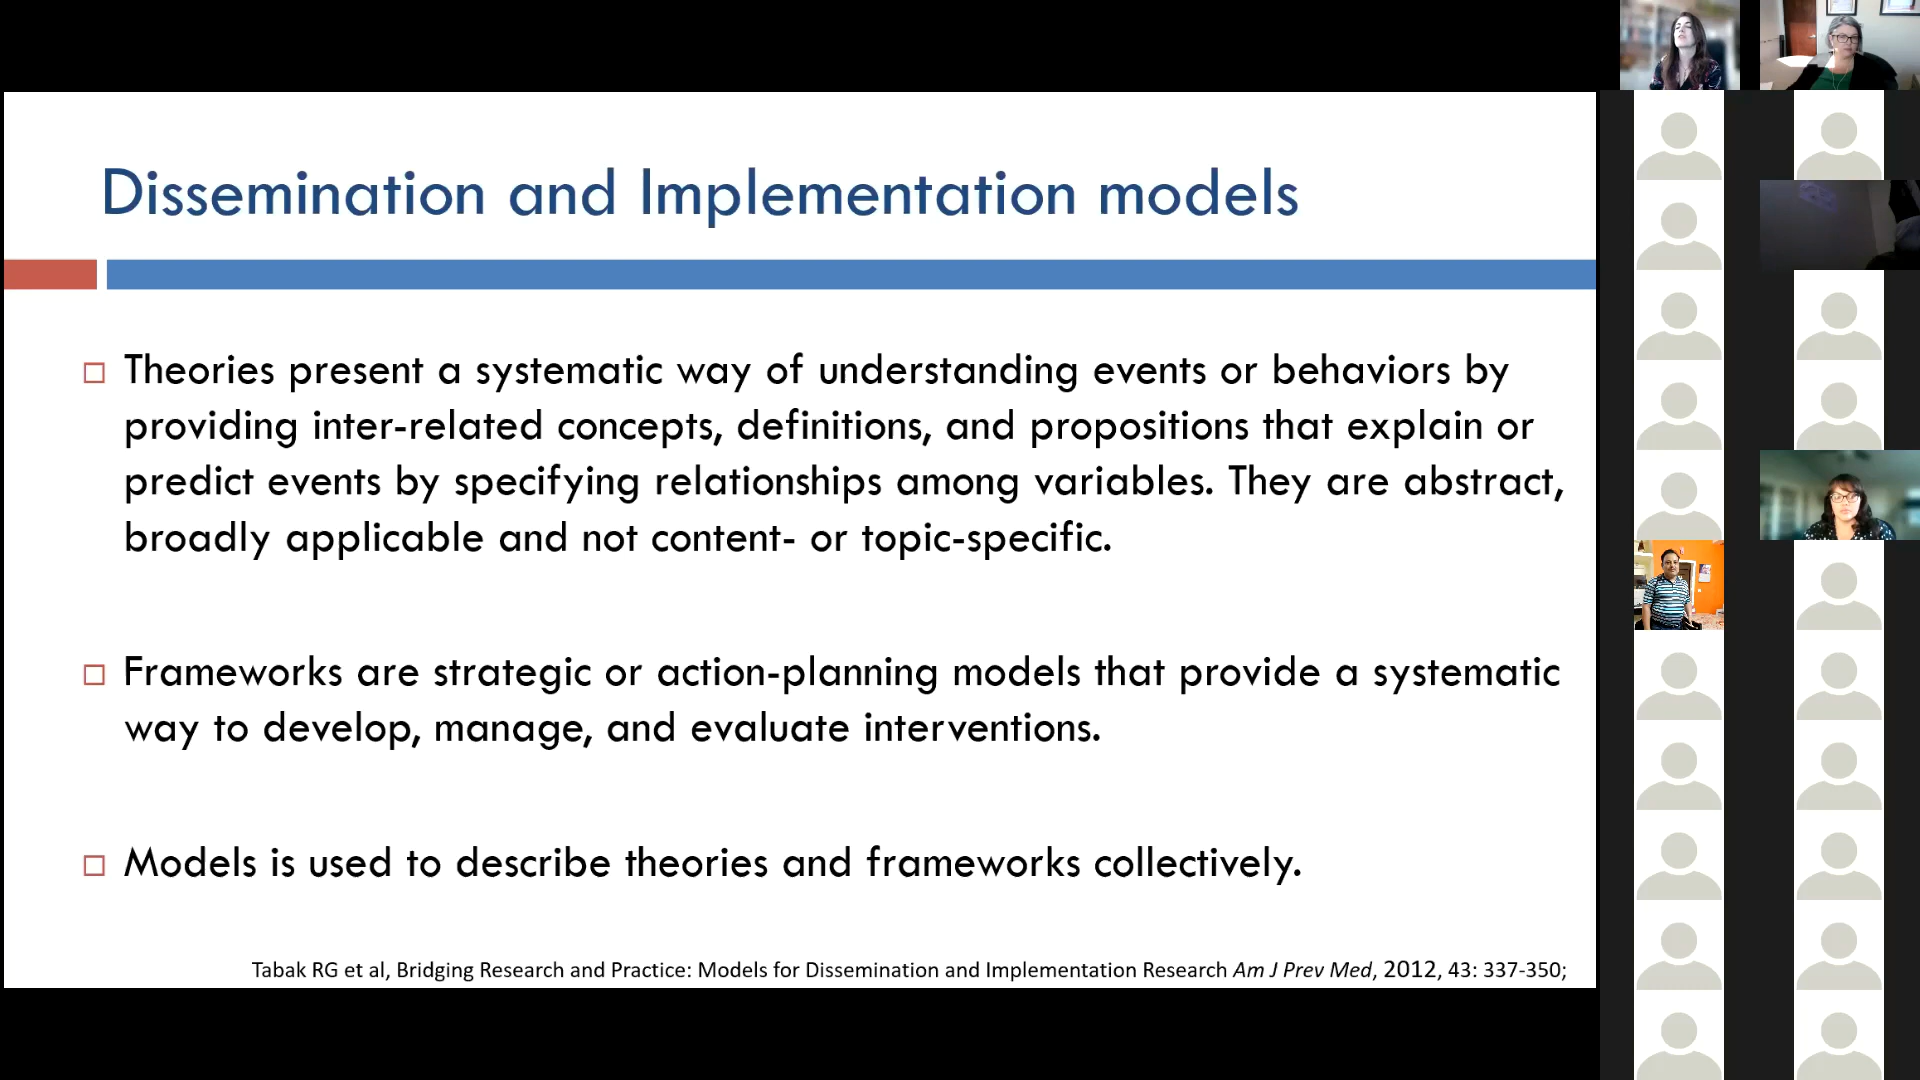 Dissemination and Implementation models
Theories present a systematic way of understanding events or behaviors by
providing inter-related concepts, definitions, and propositions that explain or
predict events by specifying relationships among variables. They are abstract,
broadly applicable and not content- or topic-specific.
Frameworks are strategic or action-planning models that provide a systematic
way to develop, manage, and evaluate interventions.
Models is used to describe theories and frameworks collectively.
Tabak RG et al, Bridging Research and Practice: Models for Dissemination and Implementation Research Am J Prev Med, 2012, 43: 337-350;